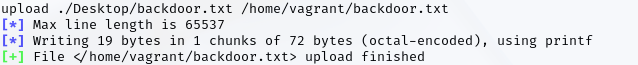 upload ./Desktop/backdoor.txt /home/vagrant/backdoor.txt
[*] Max line length is 65537
[*] Writing 19 bytes in 1 chunks of 72 bytes (octal-encoded), using printf
[+] File </home/vagrant/backdoor.txt> upload finished